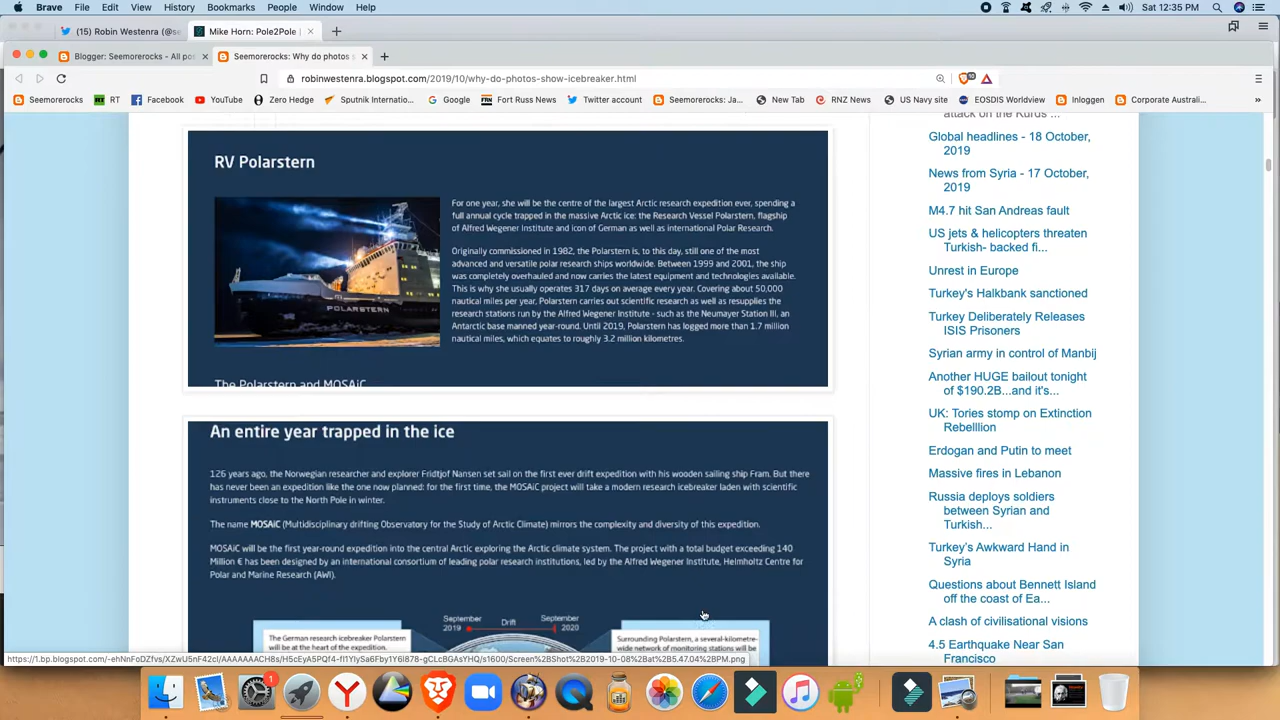 Brave File Edit View History Bookmarks People Window Help Sat 12:35 PM
(15) Robin Westenra (@se Mike Horn: Pole2Pole
Blogger: Seemorerocks - All po Seemorerocks: Why do photos s
robinwestenra.blogspot.com/2019/10/why-do-photos-show-icebreaker.html
Seemorerocks RT Facebook YouTube Zero Hedge Sputnik Internatio... Google Fort Russ News Twitter account Seemorerocks: Ja... New Tab RNZ News US Navy site EOSDIS Worldview Inloggen Corporate Australi... »
RV Polarstern
For one year, she will be the centre of the largest Arctic research expedition ever, spending a
full annual cycle trapped in the massive Arctic ice: the Research Vessel Polarstern, flagship
of Alfred Wegener Institute and icon of German as well as international Polar Research.
Originally commissioned in 1982, the Polarstern is, to this day, still one of the most
advanced and versatile polar research ships worldwide. Between 1999 and 2001, the ship
was completely overhauled and now carries the latest equipment and technologies available.
This is why she usually operates 317 days on average every year. Covering about 50,000
nautical miles per year, Polarstern carries out scientific research as well as resupplies the
research stations run by the Alfred Wegener Institute - such as the Neumayer Station III, an
Antarctic base manned year-round. Until 2019, Polarstern has logged more than 1.7 million
nautical miles, which equates to roughly 3.2 million kilometres.
POLARSTERN
The Polarstern and MOSAiC
An entire year trapped in the ice
126 years ago, the Norwegian researcher and explorer Fridtjof Nansen set sail on the first ever drift expedition with his wooden sailing ship Fram. But there
has never been an expedition like the one now planned: for the first time, the MOSAiC project will take a modern research icebreaker laden with scientific
instruments close to the North Pole in winter.
The name MOSAiC (Multidisciplinary drifting Observatory for the Study of Arctic Climate) mirrors the complexity and diversity of this expedition.
MOSAiC will be the first year-round expedition into the central Arctic exploring the Arctic climate system. The project with a total budget exceeding 140
Million € has been designed by an international consortium of leading polar research institutions, led by the Alfred Wegener Institute, Helmholtz Centre for
Polar and Marine Research (AWI).
September
2019
Drift
September
2020
The German research icebreaker Polarstern
will be at the heart of the expedition.
Surrounding Polarstern, a several-kilometre-
wide network of monitoring stations will be
attack on the Kurds ...
Global headlines - 18 October,
2019
News from Syria - 17 October,
2019
M4.7 hit San Andreas fault
US jets & helicopters threaten
Turkish- backed fi...
Unrest in Europe
Turkey's Halkbank sanctioned
Turkey Deliberately Releases
ISIS Prisoners
Syrian army in control of Manbij
Another HUGE bailout tonight
of $190.2B...and it's...
UK: Tories stomp on Extinction
Rebelllion
Erdogan and Putin to meet
Massive fires in Lebanon
Russia deploys soldiers
between Syrian and
Turkish...
Turkey's Awkward Hand in
Syria
Questions about Bennett Island
off the coast of Ea...
A clash of civilisational visions
4.5 Earthquake Near San
Francisco